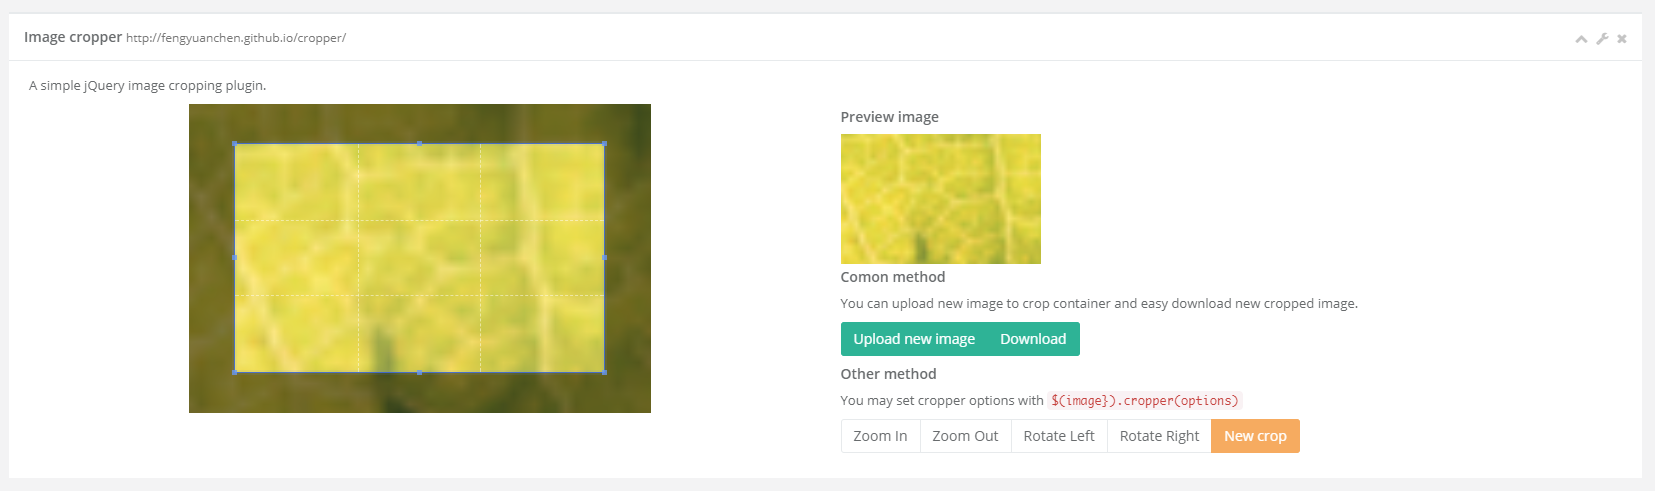 Image cropper http://fengyuanchen.github.io/cropper/
A simple jQuery image cropping plugin.
Preview image
Comon method
You can upload new image to crop container and easy download new cropped image.
Upload new image Download
Other method
You may set cropper options with $(image}).cropper(options)
Zoom In Zoom Out Rotate Left Rotate Right New crop